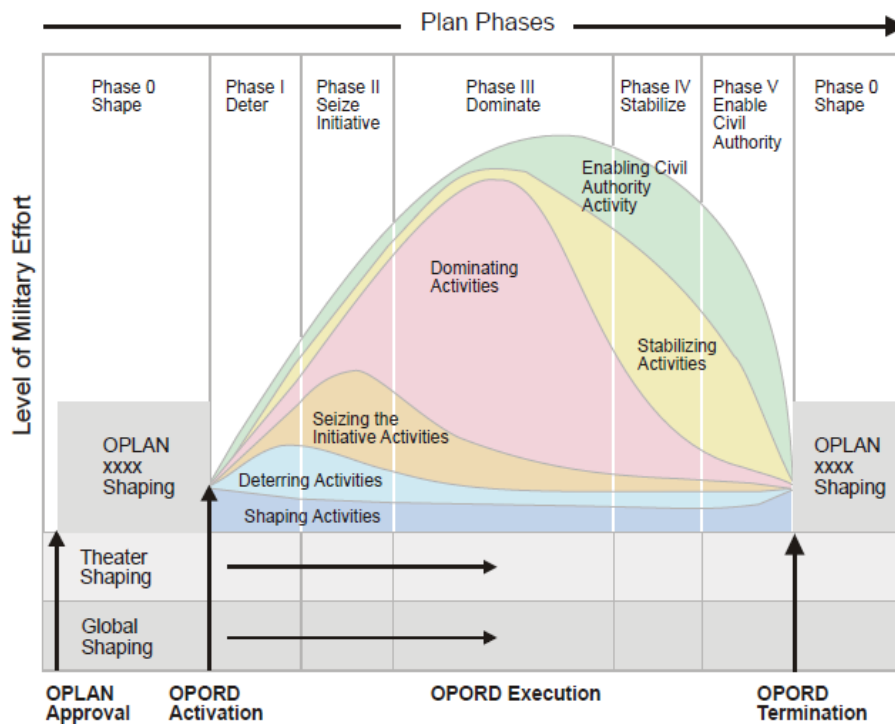 Plan Phases
Phase 0
Shape
Phase I
Deter
Phase II
Seize
Initiative
Phase III
Dominate
Phase IV
Stabilize
Phase V
Enable
Civil
Authority
Phase 0
Shape
Level of Military Effort
Enabling Civil
Authority
Activity
Dominating
Activities
Stabilizing
Activities
Seizing the
Initiative Activities
Deterring Activities
Shaping Activities
OPLAN
xxxx
Shaping
OPLAN
xxxx
Shaping
Theater
Shaping
Global
Shaping
OPLAN
Approval
OPORD
Activation
OPORD Execution
OPORD
Termination